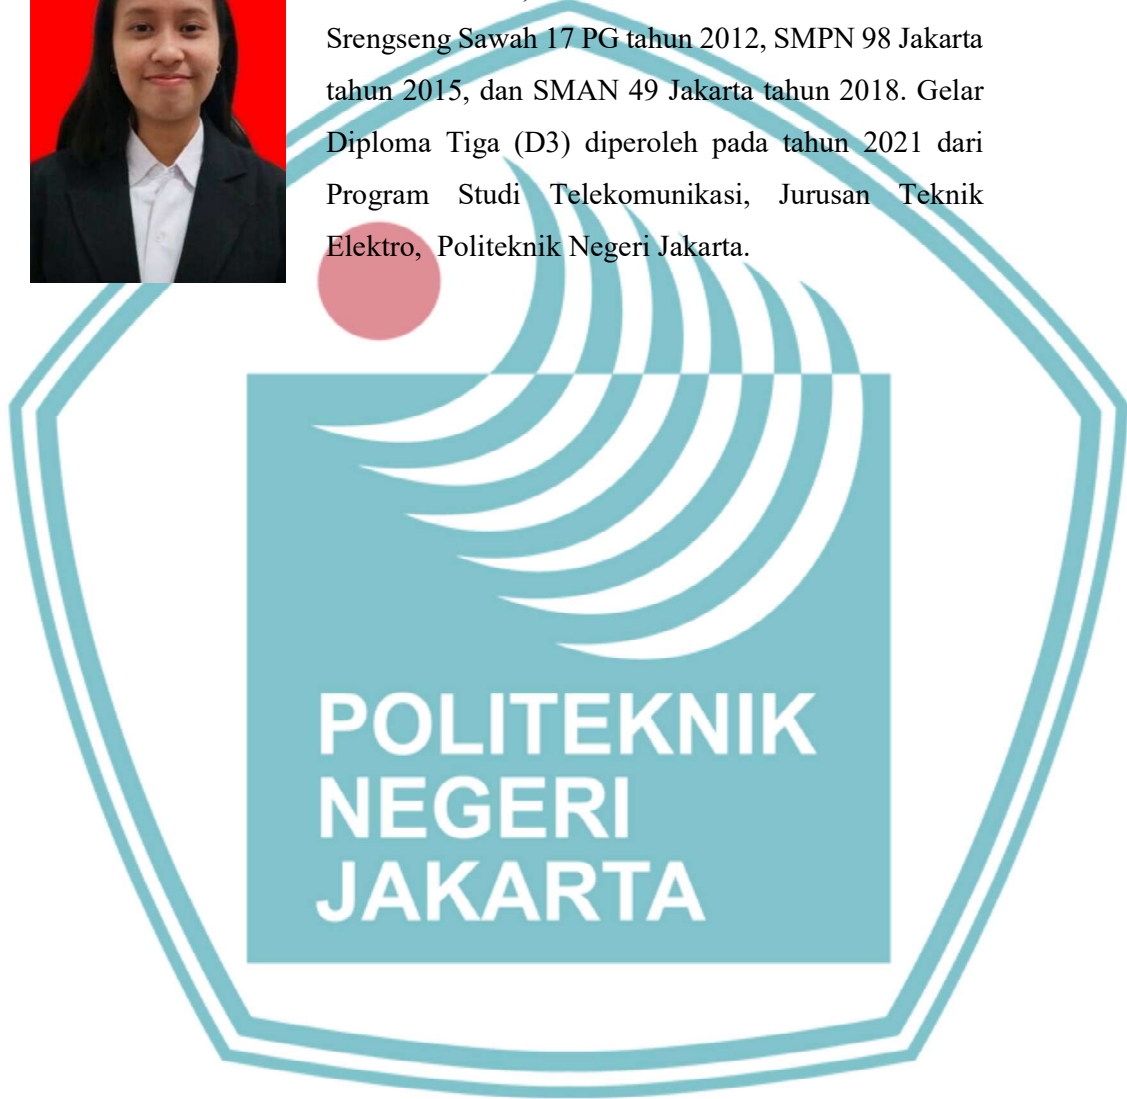 Srengseng Sawah 17 PG tahun 2012, SMPN 98 Jakarta
tahun 2015, dan SMAN 49 Jakarta tahun 2018. Gelar
Diploma Tiga (D3) diperoleh pada tahun 2021 dari
Program Studi Telekomunikasi, Jurusan Teknik
Elektro, Politeknik Negeri Jakarta.
POLITEKNIK
NEGERI
JAKARTA